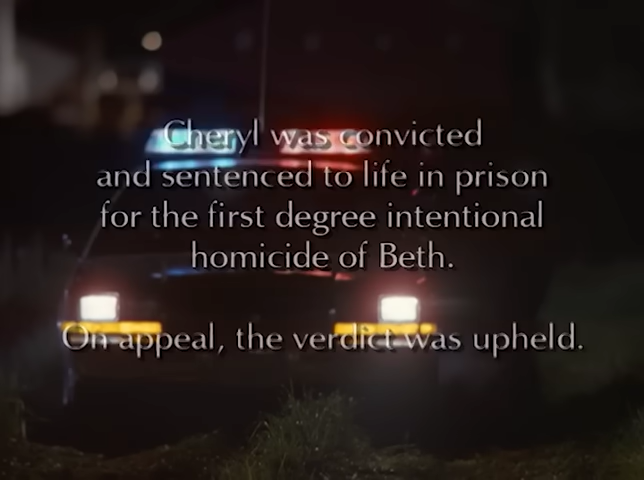 Cheryl was convicted
and sentenced to life in prison
for the first degree intentional
homicide of Beth.
On appeal, the verdict was upheld.